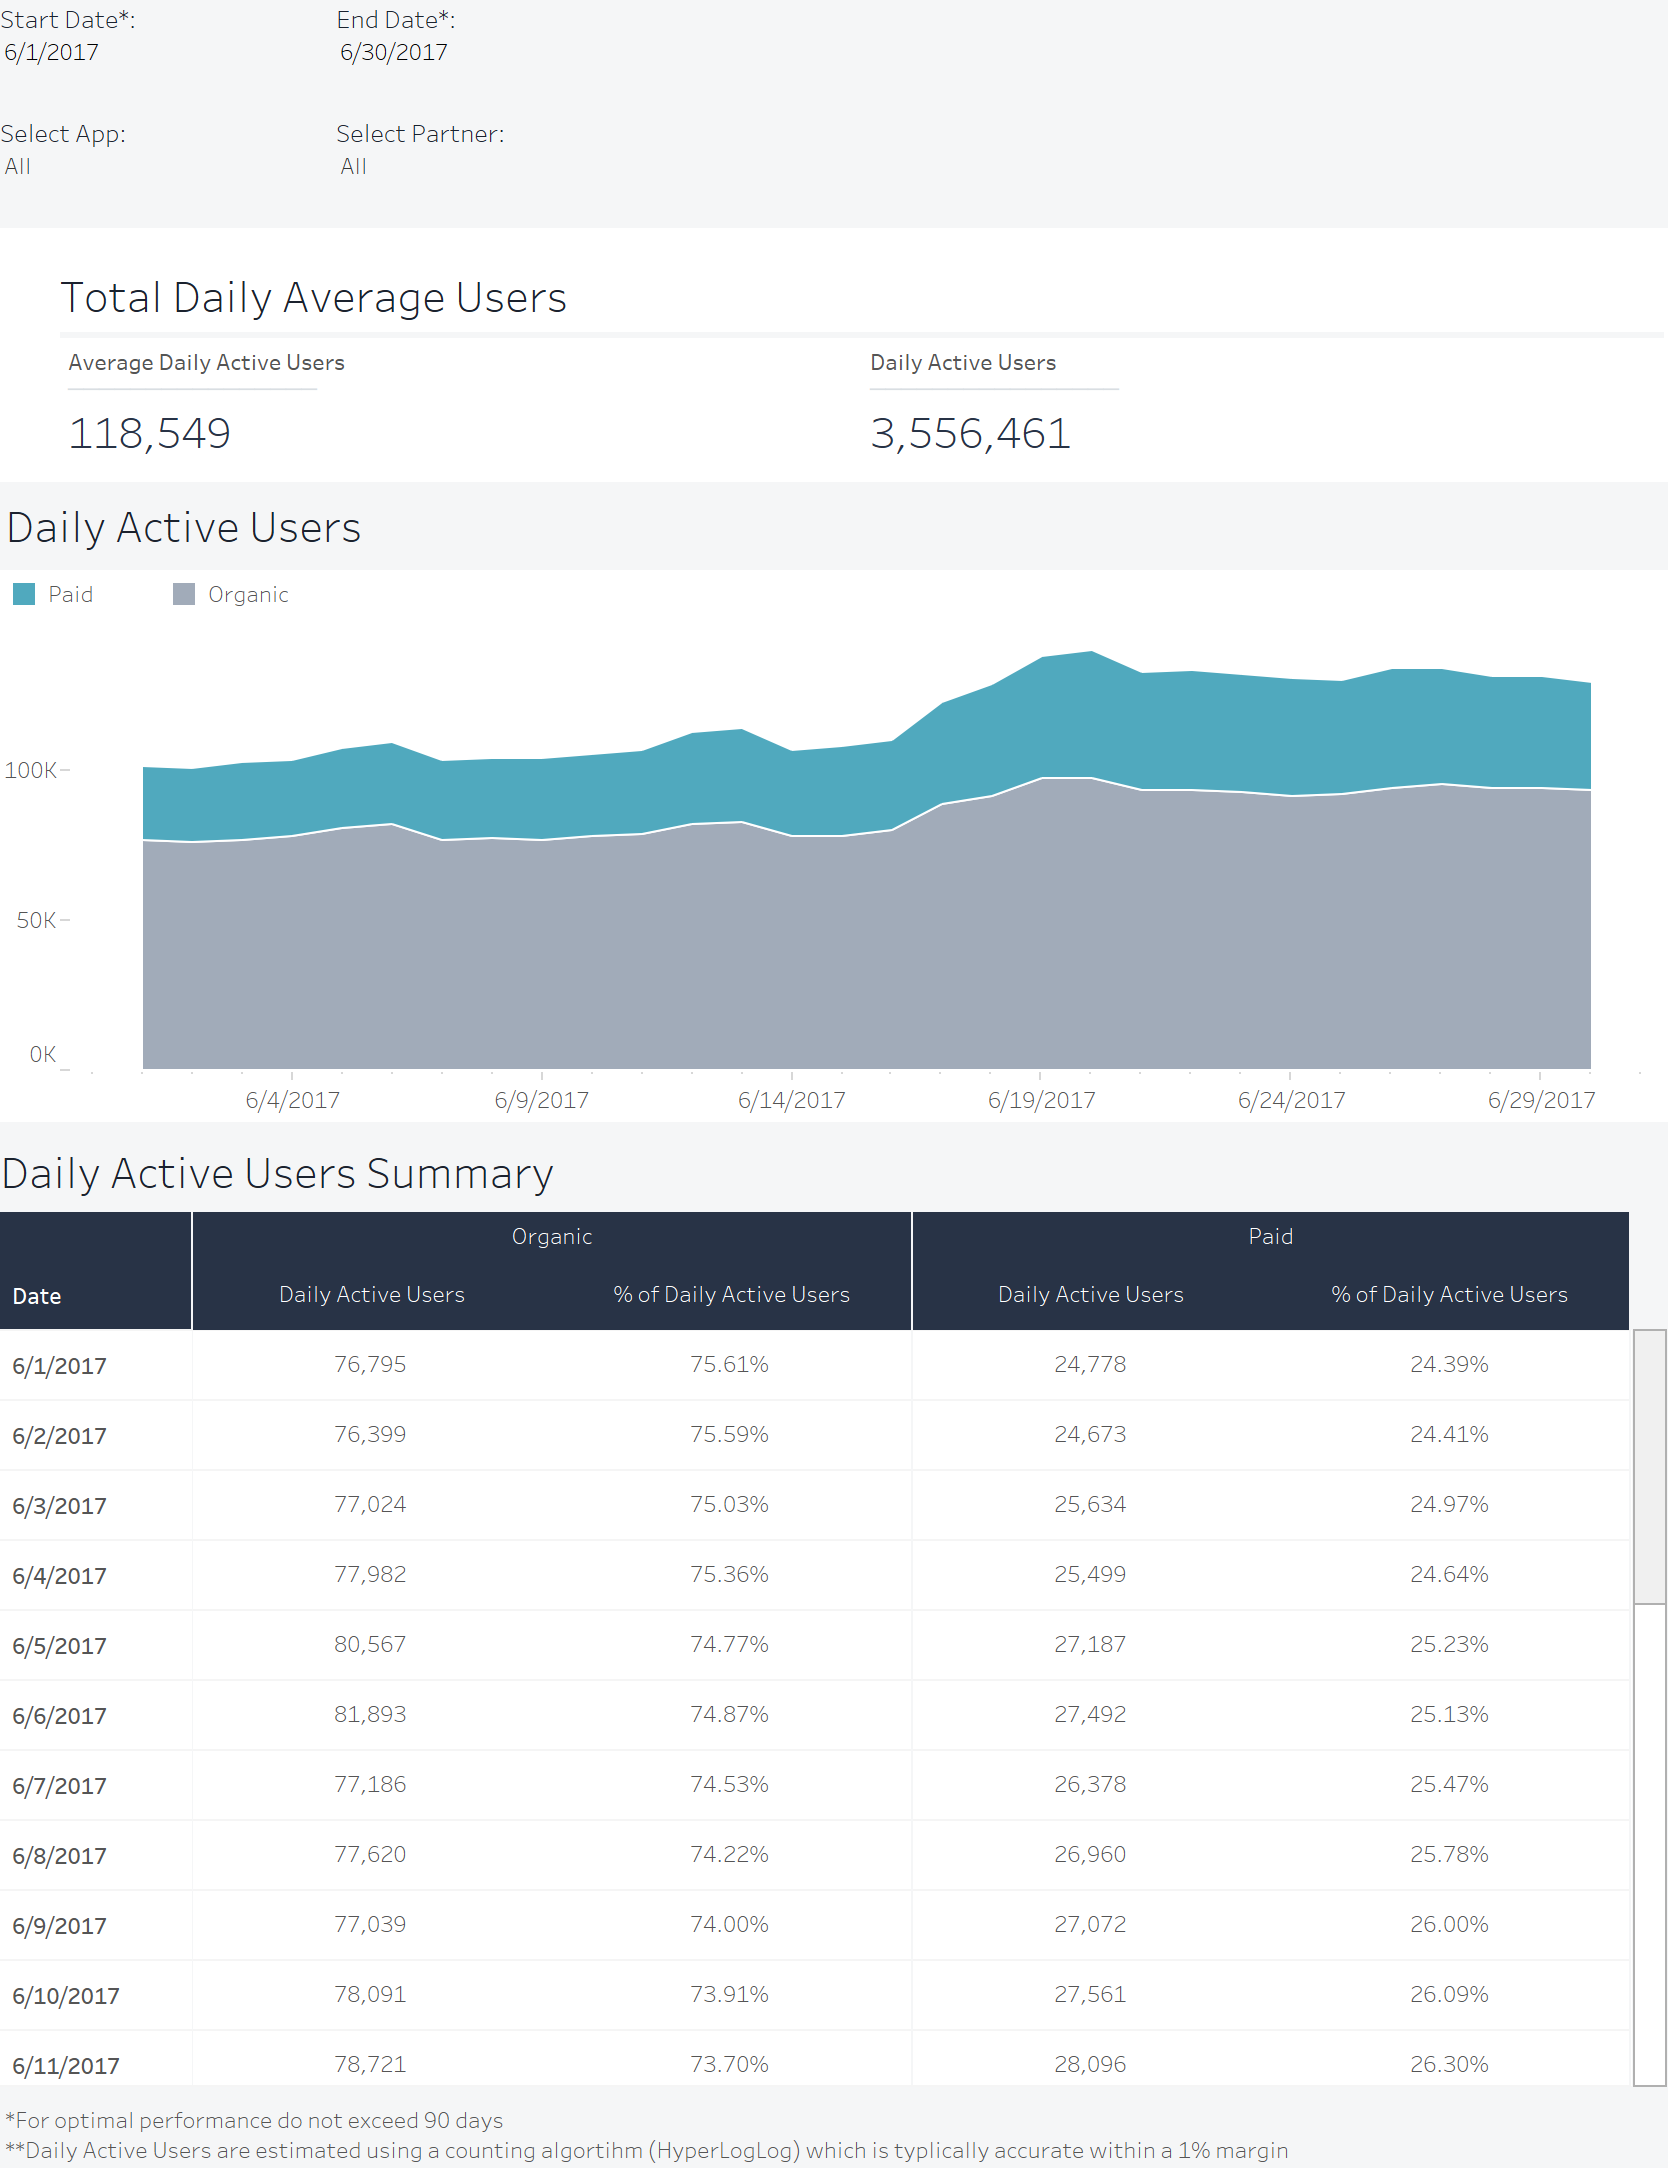 Start Date*: End Date*:
6/1/2017 6/30/2017
Select App: Select Partner:
All All
Total Daily Average Users
Average Daily Active Users Daily Active Users
118,549 3,556,461
Daily Active Users
Paid Organic
100K
50K
0K
6/4/2017 6/9/2017 6/14/2017 6/19/2017 6/24/2017 6/29/2017
Daily Active Users Summary
Organic Paid
Date Daily Active Users % of Daily Active Users Daily Active Users % of Daily Active Users
6/1/2017 76,795 75.61% 24,778 24.39%
6/2/2017 76,399 75.59% 24,673 24.41%
6/3/2017 77,024 75.03% 25,634 24.97%
6/4/2017 77,982 75.36% 25,499 24.64%
6/5/2017 80,567 74.77% 27,187 25.23%
6/6/2017 81,893 74.87% 27,492 25.13%
6/7/2017 77,186 74.53% 26,378 25.47%
6/8/2017 77,620 74.22% 26,960 25.78%
6/9/2017 77,039 74.00% 27,072 26.00%
6/10/2017 78,091 73.91% 27,561 26.09%
6/11/2017 78,721 73.70% 28,096 26.30%
*For optimal performance do not exceed 90 days
**Daily Active Users are estimated using a counting algortihm (HyperLogLog) which is typlically accurate within a 1% margin